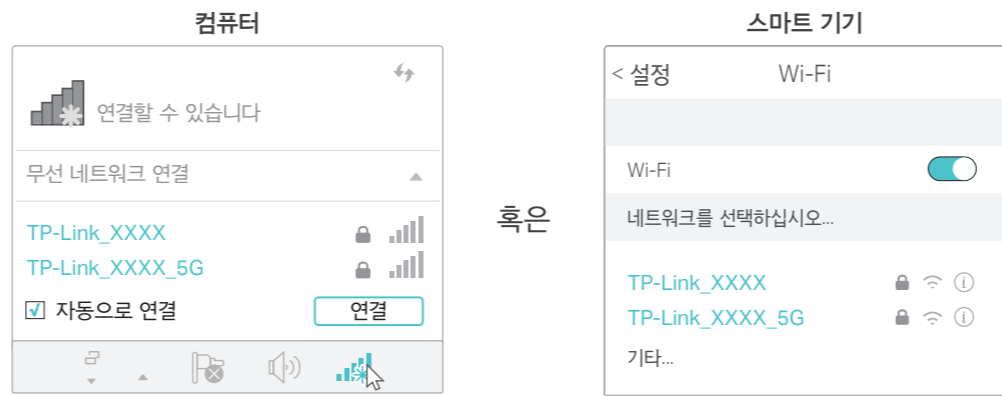 컴퓨터
연결할 수 있습니다
무선 네트워크 연결
TP-Link_XXXX
TP-Link_XXXX_5G
자동으로 연결
연결
혹은
스마트 기기
< 설정
Wi-Fi
Wi-Fi
네트워크를 선택하십시오...
TP-Link_XXXX
TP-Link_XXXX_5G
기타...